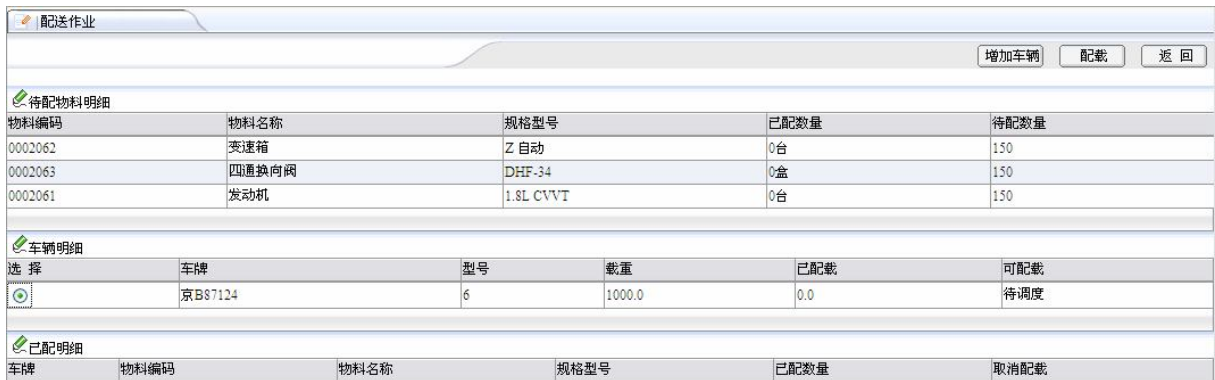 配送作业
增加车辆 配载 返 回
待配物料明细
物料编码 物料名称 规格型号 已配数量 待配数量
0002062 变速箱 Z 自动 0台 150
0002063 四通换向阀 DHF-34 0盒 150
0002061 发动机 1.8L CVVT 0台 150
车辆明细
选 择 车牌 型号 载重 已配载 可配载
京B87124 6 1000.0 0.0 待调度
已配明细
车牌 物料编码 物料名称 规格型号 已配数量 取消配载